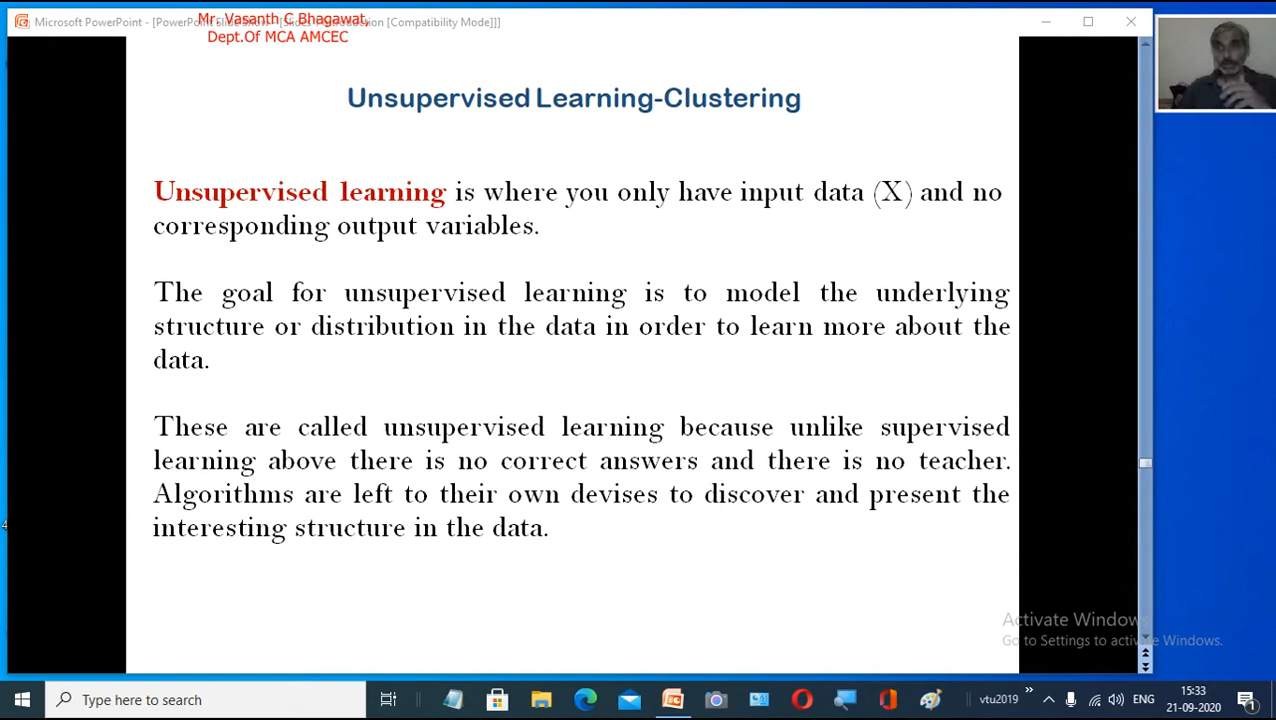 Microsoft PowerPoint - [PowerPoint Slide Show - [Slides - Introduction [Compatibility Mode]]]
Mr. Vasanth C Bhagawat,
Dept.Of MCA AMCEC
Unsupervised Learning-Clustering
Unsupervised learning is where you only have input data (X) and no
corresponding output variables.
The goal for unsupervised learning is to model the underlying
structure or distribution in the data in order to learn more about the
data.
These are called unsupervised learning because unlike supervised
learning above there is no correct answers and there is no teacher.
Algorithms are left to their own devises to discover and present the
interesting structure in the data.
Activate Windows
Go to Settings to activate Windows.
Type here to search
vtu2019
ENG
15:33
21-09-2020
1